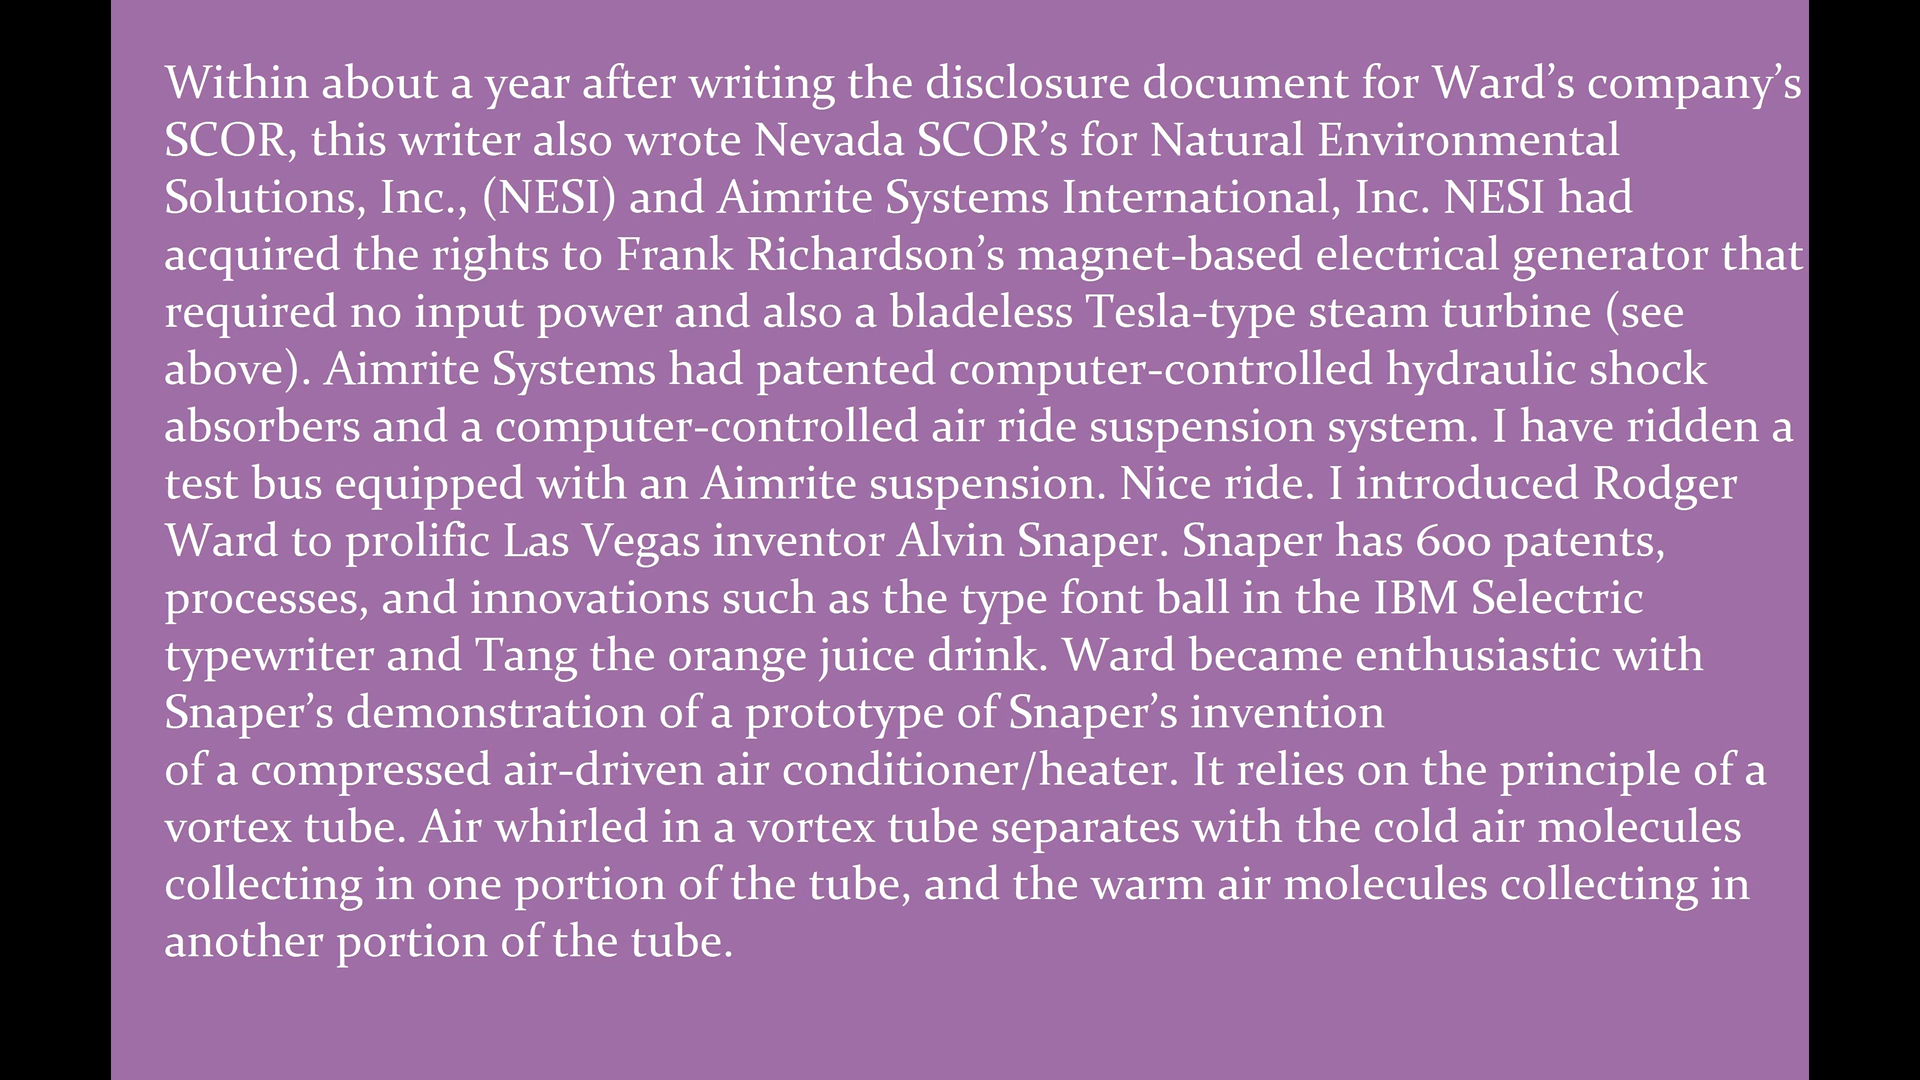 Within about a year after writing the disclosure document for Ward’s company’s
SCOR, this writer also wrote Nevada SCOR’s for Natural Environmental
Solutions, Inc., (NESI) and Aimrite Systems International, Inc. NESI had
acquired the rights to Frank Richardson’s magnet-based electrical generator that
required no input power and also a bladeless Tesla-type steam turbine (see
above). Aimrite Systems had patented computer-controlled hydraulic shock
absorbers and a computer-controlled air ride suspension system. I have ridden a
test bus equipped with an Aimrite suspension. Nice ride. I introduced Rodger
Ward to prolific Las Vegas inventor Alvin Snaper. Snaper has 600 patents,
processes, and innovations such as the type font ball in the IBM Selectric
typewriter and Tang the orange juice drink. Ward became enthusiastic with
Snaper’s demonstration of a prototype of Snaper’s invention
of a compressed air-driven air conditioner/heater. It relies on the principle of a
vortex tube. Air whirled in a vortex tube separates with the cold air molecules
collecting in one portion of the tube, and the warm air molecules collecting in
another portion of the tube.